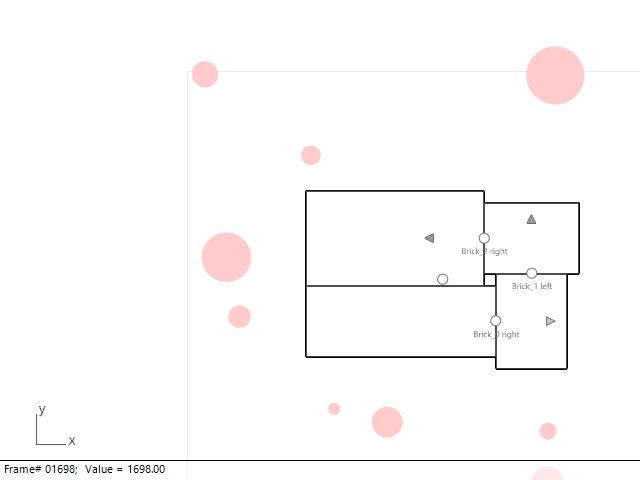 Brick_2 right
Brick_1 left
Brick_0 right
y
x
Frame# 01698; Value = 1698.00